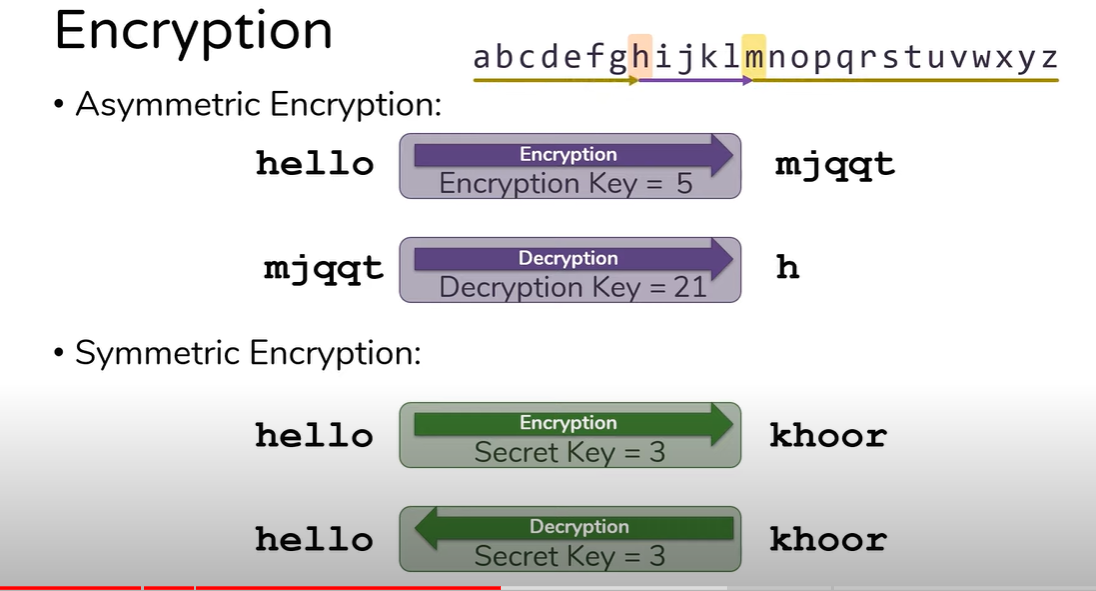 Encryption
abcdefghijklmnopqrstuvwxyz
• Asymmetric Encryption:
hello
Encryption
Encryption Key = 5
mjqqt
mjqqt
Decryption
Decryption Key = 21
h
• Symmetric Encryption:
hello
Encryption
Secret Key = 3
khoor
hello
Decryption
Secret Key = 3
khoor